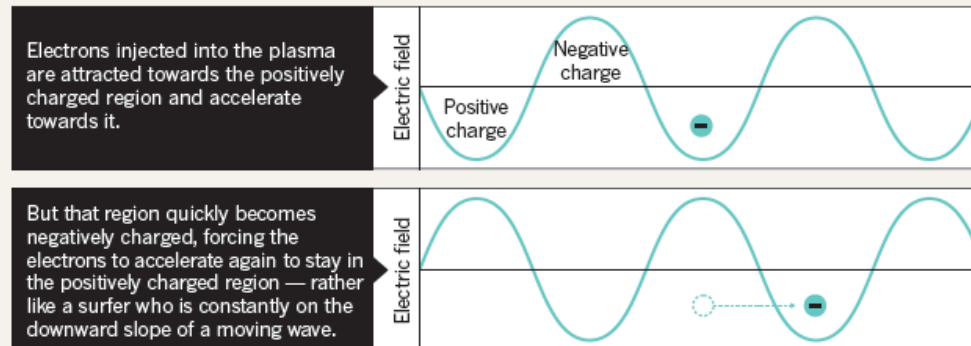 Electrons injected into the plasma
are attracted towards the positively
charged region and accelerate
towards it.
Electric field
Positive
charge
Negative
charge
But that region quickly becomes
negatively charged, forcing the
electrons to accelerate again to stay in
the positively charged region — rather
like a surfer who is constantly on the
downward slope of a moving wave.
Electric field